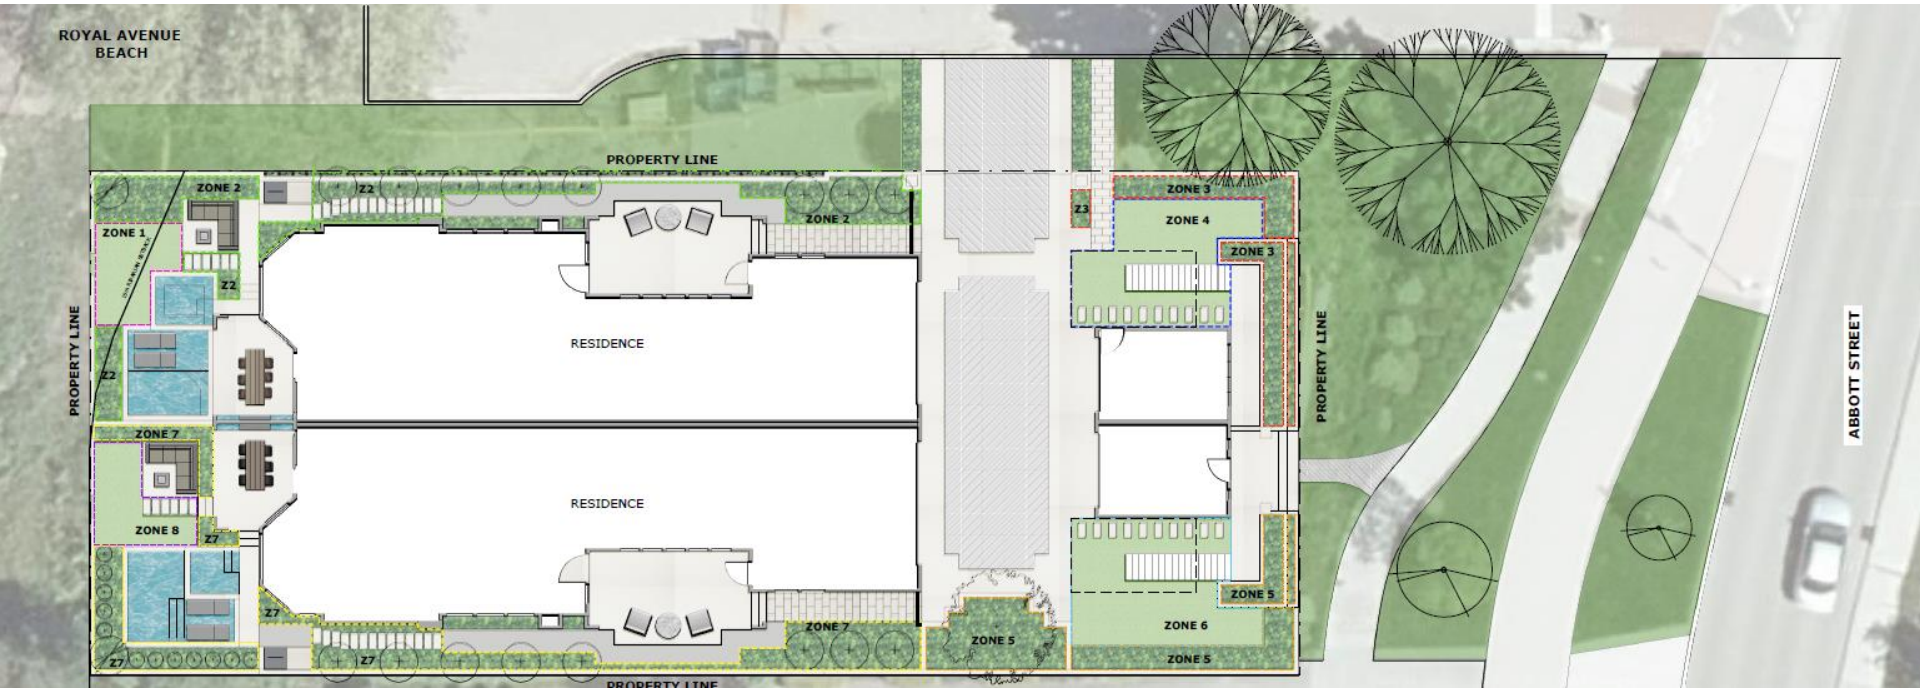 ROYAL AVENUE
BEACH
PROPERTY LINE
ZONE 2
Z2
ZONE 2
ZONE 3
Z3
ZONE 4
ZONE 1
ZONE 3
Z2
PROPERTY LINE
RESIDENCE
PROPERTY LINE
ABBOTT STREET
Z2
ZONE 7
RESIDENCE
ZONE 8
Z7
ZONE 5
Z7
ZONE 7
ZONE 6
ZONE 5
Z7
Z7
ZONE 5
PROPERTY LINE